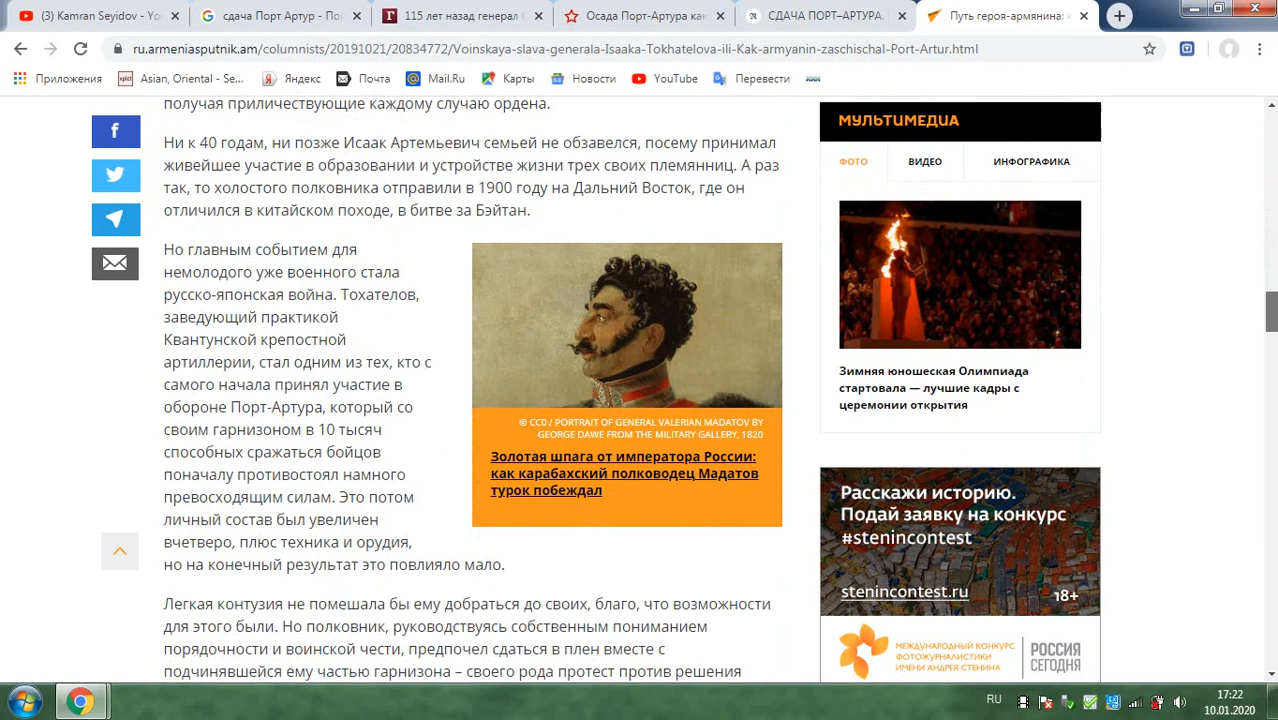 (3) Kamran Seyidov - You
сдача Порт Артур - Пои
115 лет назад генерал С
Осада Порт-Артура как
СДАЧА ПОРТ–АРТУРА.
Путь героя-армянина:
ru.armeniasputnik.am/columnists/20191021/20834772/Voinskaya-slava-generala-Isaaka-Tokhatelova-ili-Kak-armyanin-zaschischal-Port-Artur.html
Приложения
Asian, Oriental - Se...
Яндекс
Почта
Mail.Ru
Карты
Новости
YouTube
Перевести
получая приличествующие каждому случаю ордена.
Ни к 40 годам, ни позже Исаак Артемьевич семьей не обзавелся, посему принимал
живейшее участие в образовании и устройстве жизни трех своих племянниц. А раз
так, то холостого полковника отправили в 1900 году на Дальний Восток, где он
отличился в китайском походе, в битве за Бэйтан.
Но главным событием для
немолодого уже военного стала
русско-японская война. Тохателов,
заведующий практикой
Квантунской крепостной
артиллерии, стал одним из тех, кто с
самого начала принял участие в
обороне Порт-Артура, который со
своим гарнизоном в 10 тысяч
способных сражаться бойцов
поначалу противостоял намного
превосходящим силам. Это потом
личный состав был увеличен
вчетверо, плюс техника и орудия,
но на конечный результат это повлияло мало.
© CC0 / PORTRAIT OF GENERAL VALERIAN MADATOV BY
GEORGE DAWE FROM THE MILITARY GALLERY, 1820
Золотая шпага от императора России:
как карабахский полководец Мадатов
турок побеждал
Легкая контузия не помешала бы ему добраться до своих, благо, что возможности
для этого были. Но полковник, руководствуясь собственным пониманием
порядочности и воинской чести, предпочел сдаться в плен вместе с
подчинявшейся ему частью гарнизона – своего рода протест против решения
МУЛЬТИМЕДИА
ФОТО
ВИДЕО
ИНФОГРАФИКА
Зимняя юношеская Олимпиада
стартовала — лучшие кадры с
церемонии открытия
Расскажи историю.
Подай заявку на конкурс
#stenincontest
stenincontest.ru
18+
МЕЖДУНАРОДНЫЙ КОНКУРС
ФОТОЖУРНАЛИСТИКИ
ИМЕНИ АНДРЕЯ СТЕНИНА
РОССИЯ
СЕГОДНЯ
RU
17:22
10.01.2020